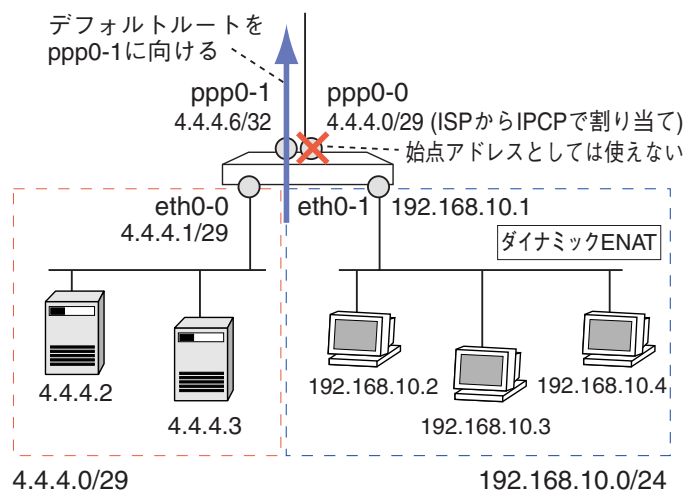 デフォルトルートを
ppp0-1に向ける
ppp0-1
4.4.4.6/32
ppp0-0
4.4.4.0/29 (ISPからIPCPで割り当て)
始点アドレスとしては使えない
eth0-0
4.4.4.1/29
eth0-1
192.168.10.1
ダイナミックENAT
4.4.4.2
4.4.4.3
192.168.10.2
192.168.10.3
192.168.10.4
4.4.4.0/29
192.168.10.0/24